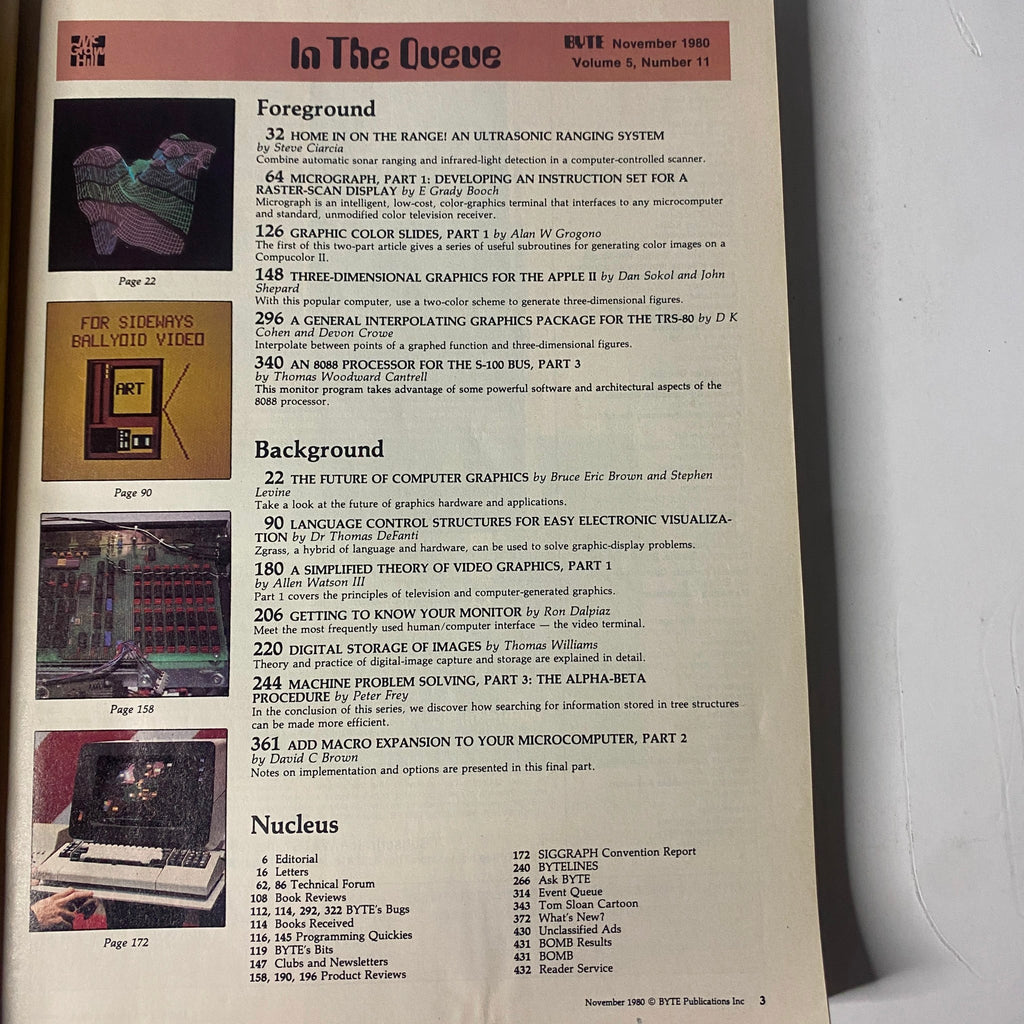 Mc
Graw
Hill
In The Queue
BYTE November 1980
Volume 5, Number 11
Page 22
FOR SIDEWAYS
BALLYOID VIDEO
ART
Page 90
Page 158
Page 172
Foreground
32 HOME IN ON THE RANGE! AN ULTRASONIC RANGING SYSTEM
by Steve Ciarcia
Combine automatic sonar ranging and infrared-light detection in a computer-controlled scanner.
64 MICROGRAPH, PART 1: DEVELOPING AN INSTRUCTION SET FOR A
RASTER-SCAN DISPLAY by E Grady Booch
Micrograph is an intelligent, low-cost, color-graphics terminal that interfaces to any microcomputer
and standard, unmodified color television receiver.
126 GRAPHIC COLOR SLIDES, PART 1 by Alan W Grogono
The first of this two-part article gives a series of useful subroutines for generating color images on a
Compucolor II.
148 THREE-DIMENSIONAL GRAPHICS FOR THE APPLE II by Dan Sokol and John
Shepard
With this popular computer, use a two-color scheme to generate three-dimensional figures.
296 A GENERAL INTERPOLATING GRAPHICS PACKAGE FOR THE TRS-80 by D K
Cohen and Devon Crowe
Interpolate between points of a graphed function and three-dimensional figures.
340 AN 8088 PROCESSOR FOR THE S-100 BUS, PART 3
by Thomas Woodward Cantrell
This monitor program takes advantage of some powerful software and architectural aspects of the
8088 processor.
Background
22 THE FUTURE OF COMPUTER GRAPHICS by Bruce Eric Brown and Stephen
Levine
Take a look at the future of graphics hardware and applications.
90 LANGUAGE CONTROL STRUCTURES FOR EASY ELECTRONIC VISUALIZA-
TION by Dr Thomas DeFanti
Zgrass, a hybrid of language and hardware, can be used to solve graphic-display problems.
180 A SIMPLIFIED THEORY OF VIDEO GRAPHICS, PART 1
by Allen Watson III
Part 1 covers the principles of television and computer-generated graphics.
206 GETTING TO KNOW YOUR MONITOR by Ron Dalpiaz
Meet the most frequently used human/computer interface — the video terminal.
220 DIGITAL STORAGE OF IMAGES by Thomas Williams
Theory and practice of digital-image capture and storage are explained in detail.
244 MACHINE PROBLEM SOLVING, PART 3: THE ALPHA-BETA
PROCEDURE by Peter Frey
In the conclusion of this series, we discover how searching for information stored in tree structures
can be made more efficient.
361 ADD MACRO EXPANSION TO YOUR MICROCOMPUTER, PART 2
by David C Brown
Notes on implementation and options are presented in this final part.
Nucleus
6 Editorial
16 Letters
62, 86 Technical Forum
108 Book Reviews
112, 114, 292, 322 BYTE's Bugs
114 Books Received
116, 145 Programming Quickies
119 BYTE's Bits
147 Clubs and Newsletters
158, 190, 196 Product Reviews
172 SIGGRAPH Convention Report
240 BYTELINES
266 Ask BYTE
314 Event Queue
343 Tom Sloan Cartoon
372 What's New?
430 Unclassified Ads
431 BOMB Results
431 BOMB
432 Reader Service
November 1980 © BYTE Publications Inc 3